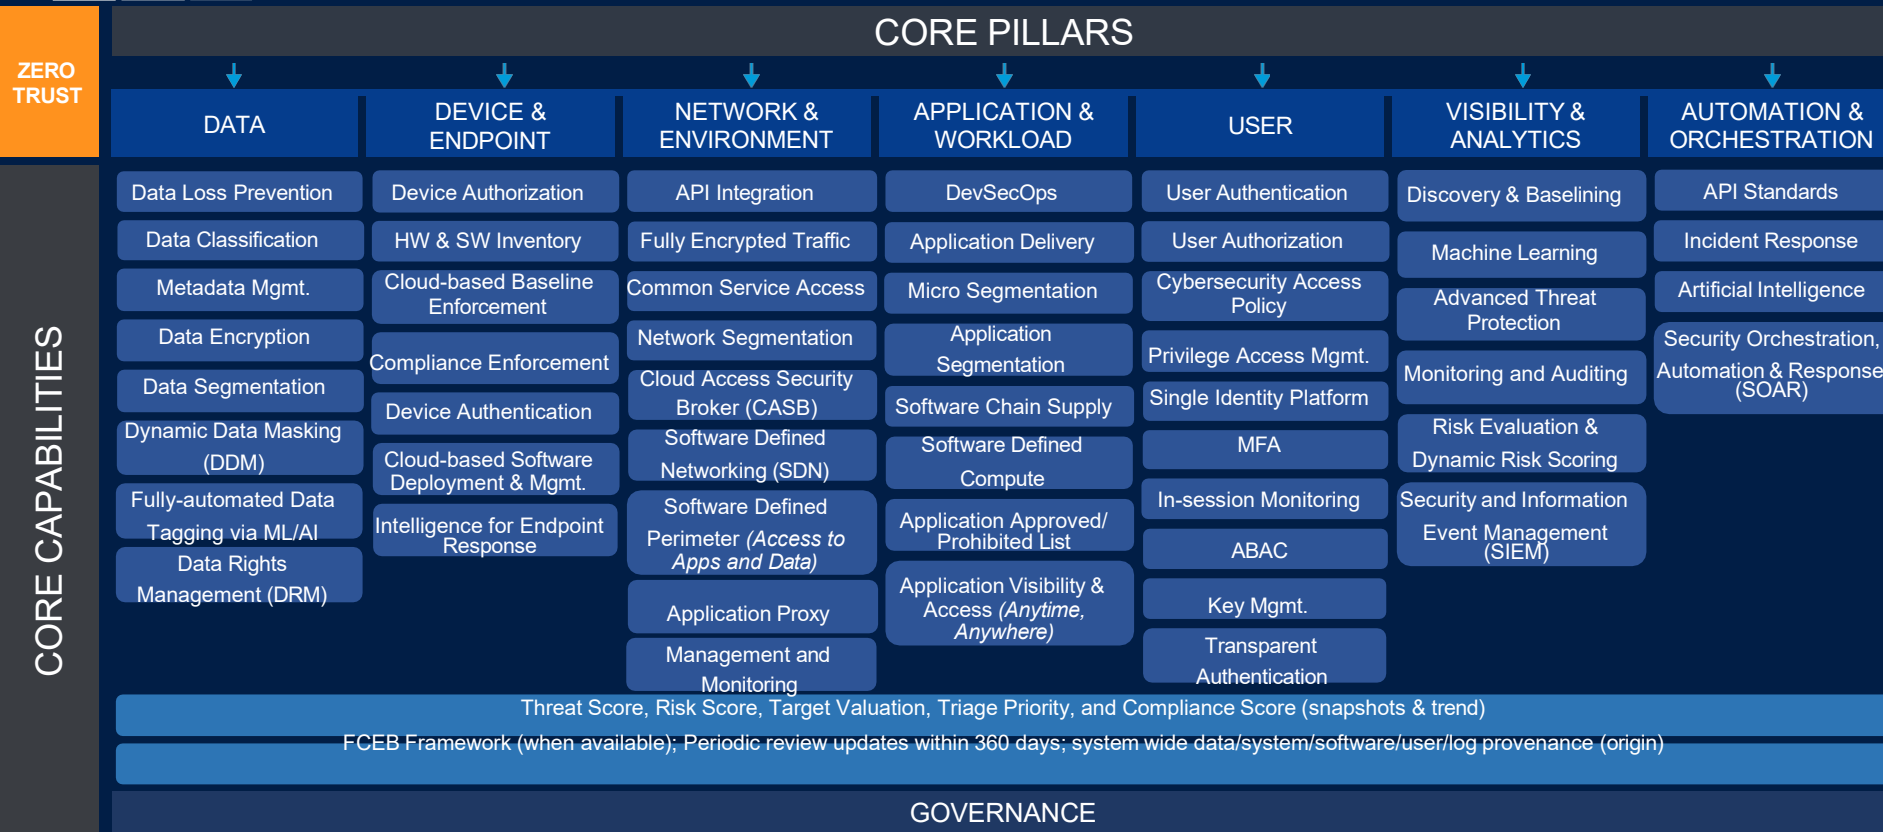 CORE PILLARS
ZERO
TRUST
DATA
DEVICE &
ENDPOINT
NETWORK &
ENVIRONMENT
APPLICATION &
WORKLOAD
USER
VISIBILITY &
ANALYTICS
AUTOMATION &
ORCHESTRATION
CORE CAPABILITIES
Data Loss Prevention
Data Classification
Metadata Mgmt.
Data Encryption
Data Segmentation
Dynamic Data Masking
(DDM)
Fully-automated Data
Tagging via ML/AI
Data Rights
Management (DRM)
Device Authorization
HW & SW Inventory
Cloud-based Baseline
Enforcement
Compliance Enforcement
Device Authentication
Cloud-based Software
Deployment & Mgmt.
Intelligence for Endpoint
Response
API Integration
Fully Encrypted Traffic
Common Service Access
Network Segmentation
Cloud Access Security
Broker (CASB)
Software Defined
Networking (SDN)
Software Defined
Perimeter (Access to
Apps and Data)
Application Proxy
Management and
Monitoring
DevSecOps
Application Delivery
Micro Segmentation
Application
Segmentation
Software Chain Supply
Software Defined
Compute
Application Approved/
Prohibited List
Application Visibility &
Access (Anytime,
Anywhere)
User Authentication
User Authorization
Cybersecurity Access
Policy
Privilege Access Mgmt.
Single Identity Platform
MFA
In-session Monitoring
ABAC
Key Mgmt.
Transparent
Authentication
Discovery & Baselining
Machine Learning
Advanced Threat
Protection
Monitoring and Auditing
Risk Evaluation &
Dynamic Risk Scoring
Security and Information
Event Management
(SIEM)
API Standards
Incident Response
Artificial Intelligence
Security Orchestration,
Automation & Response
(SOAR)
Threat Score, Risk Score, Target Valuation, Triage Priority, and Compliance Score (snapshots & trend)
FCEB Framework (when available); Periodic review updates within 360 days; system wide data/system/software/user/log provenance (origin)
GOVERNANCE